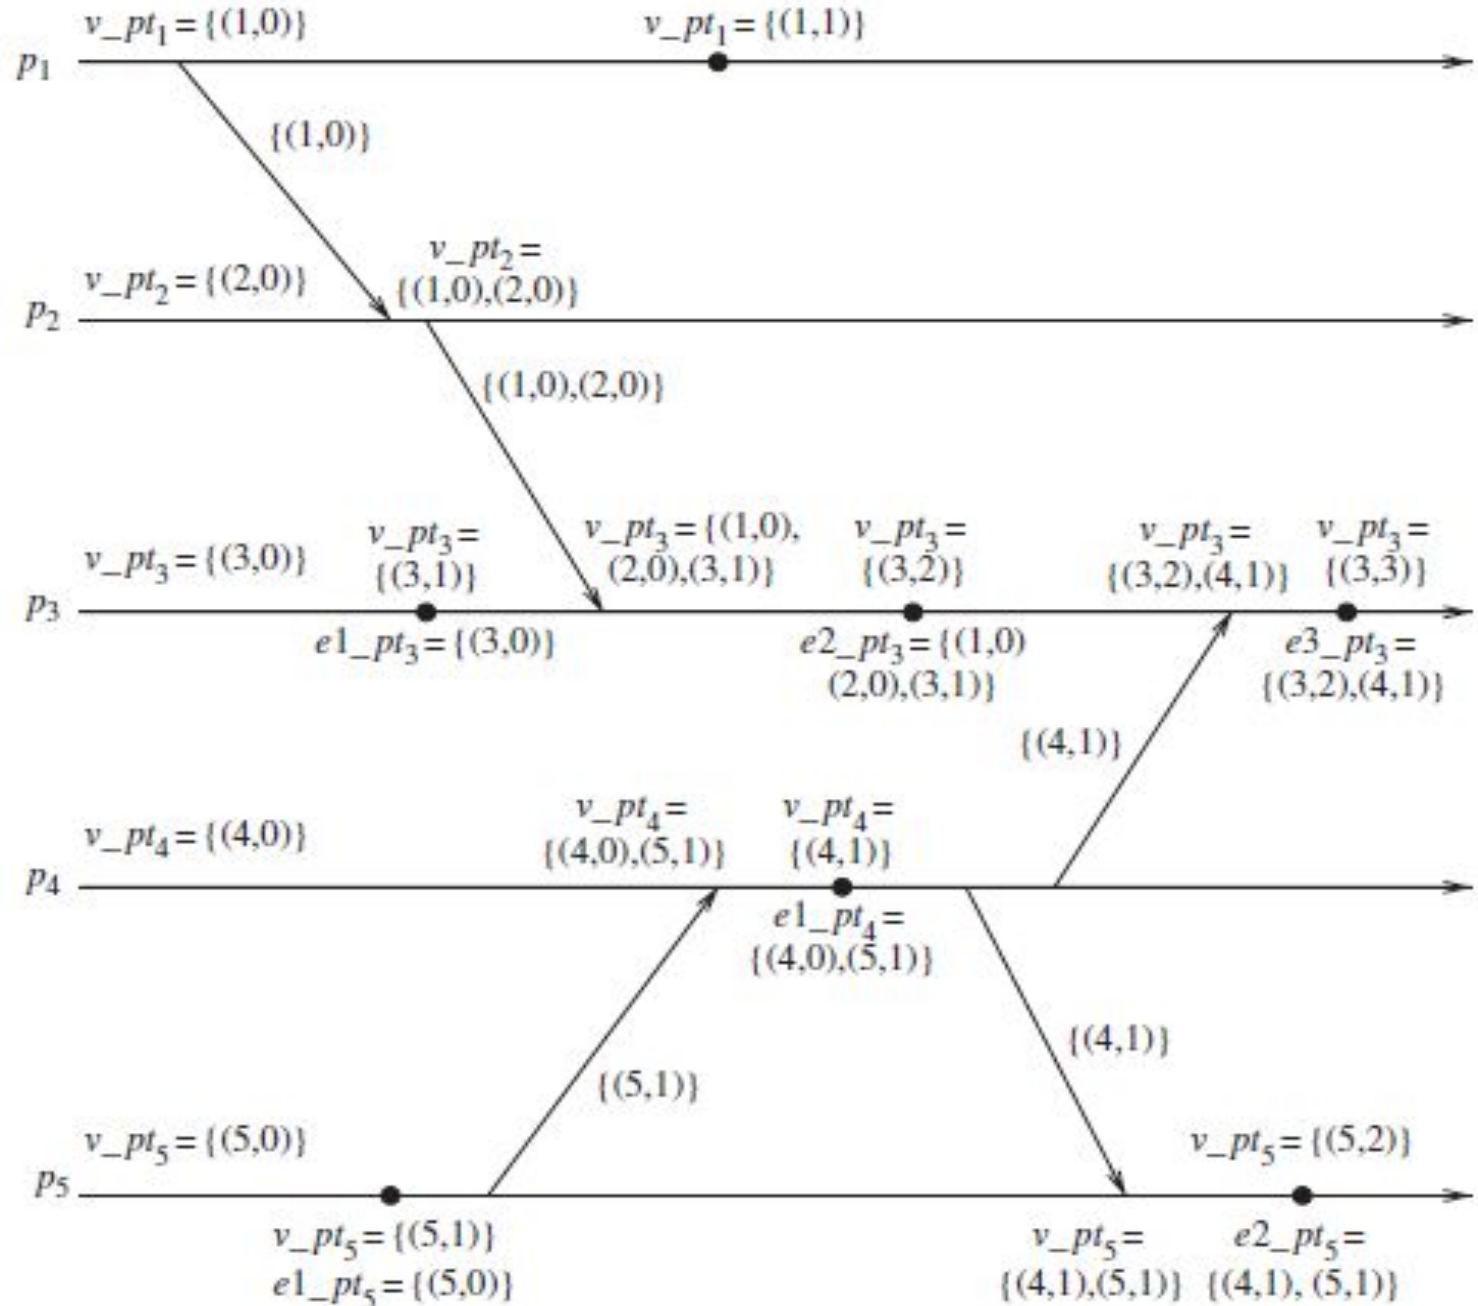 v_pt₁={(1,0)}
v_pt₁={(1,1)}
p₁
{(1,0)}
v_pt₂={(2,0)}
v_pt₂=
{(1,0),(2,0)}
p₂
{(1,0),(2,0)}
v_pt₃={(3,0)}
v_pt₃=
{(3,1)}
v_pt₃={(1,0),
(2,0),(3,1)}
v_pt₃=
{(3,2)}
v_pt₃=
{(3,2),(4,1)}
v_pt₃=
{(3,3)}
p₃
e1_pt₃={(3,0)}
e2_pt₃={(1,0)
(2,0),(3,1)}
e3_pt₃=
{(3,2),(4,1)}
{(4,1)}
v_pt₄={(4,0)}
v_pt₄=
{(4,0),(5,1)}
v_pt₄=
{(4,1)}
p₄
e1_pt₄=
{(4,0),(5,1)}
{(4,1)}
{(5,1)}
v_pt₅={(5,0)}
v_pt₅={(5,2)}
p₅
v_pt₅={(5,1)}
e1_pt₅={(5,0)}
v_pt₅=
{(4,1),(5,1)}
e2_pt₅=
{(4,1), (5,1)}